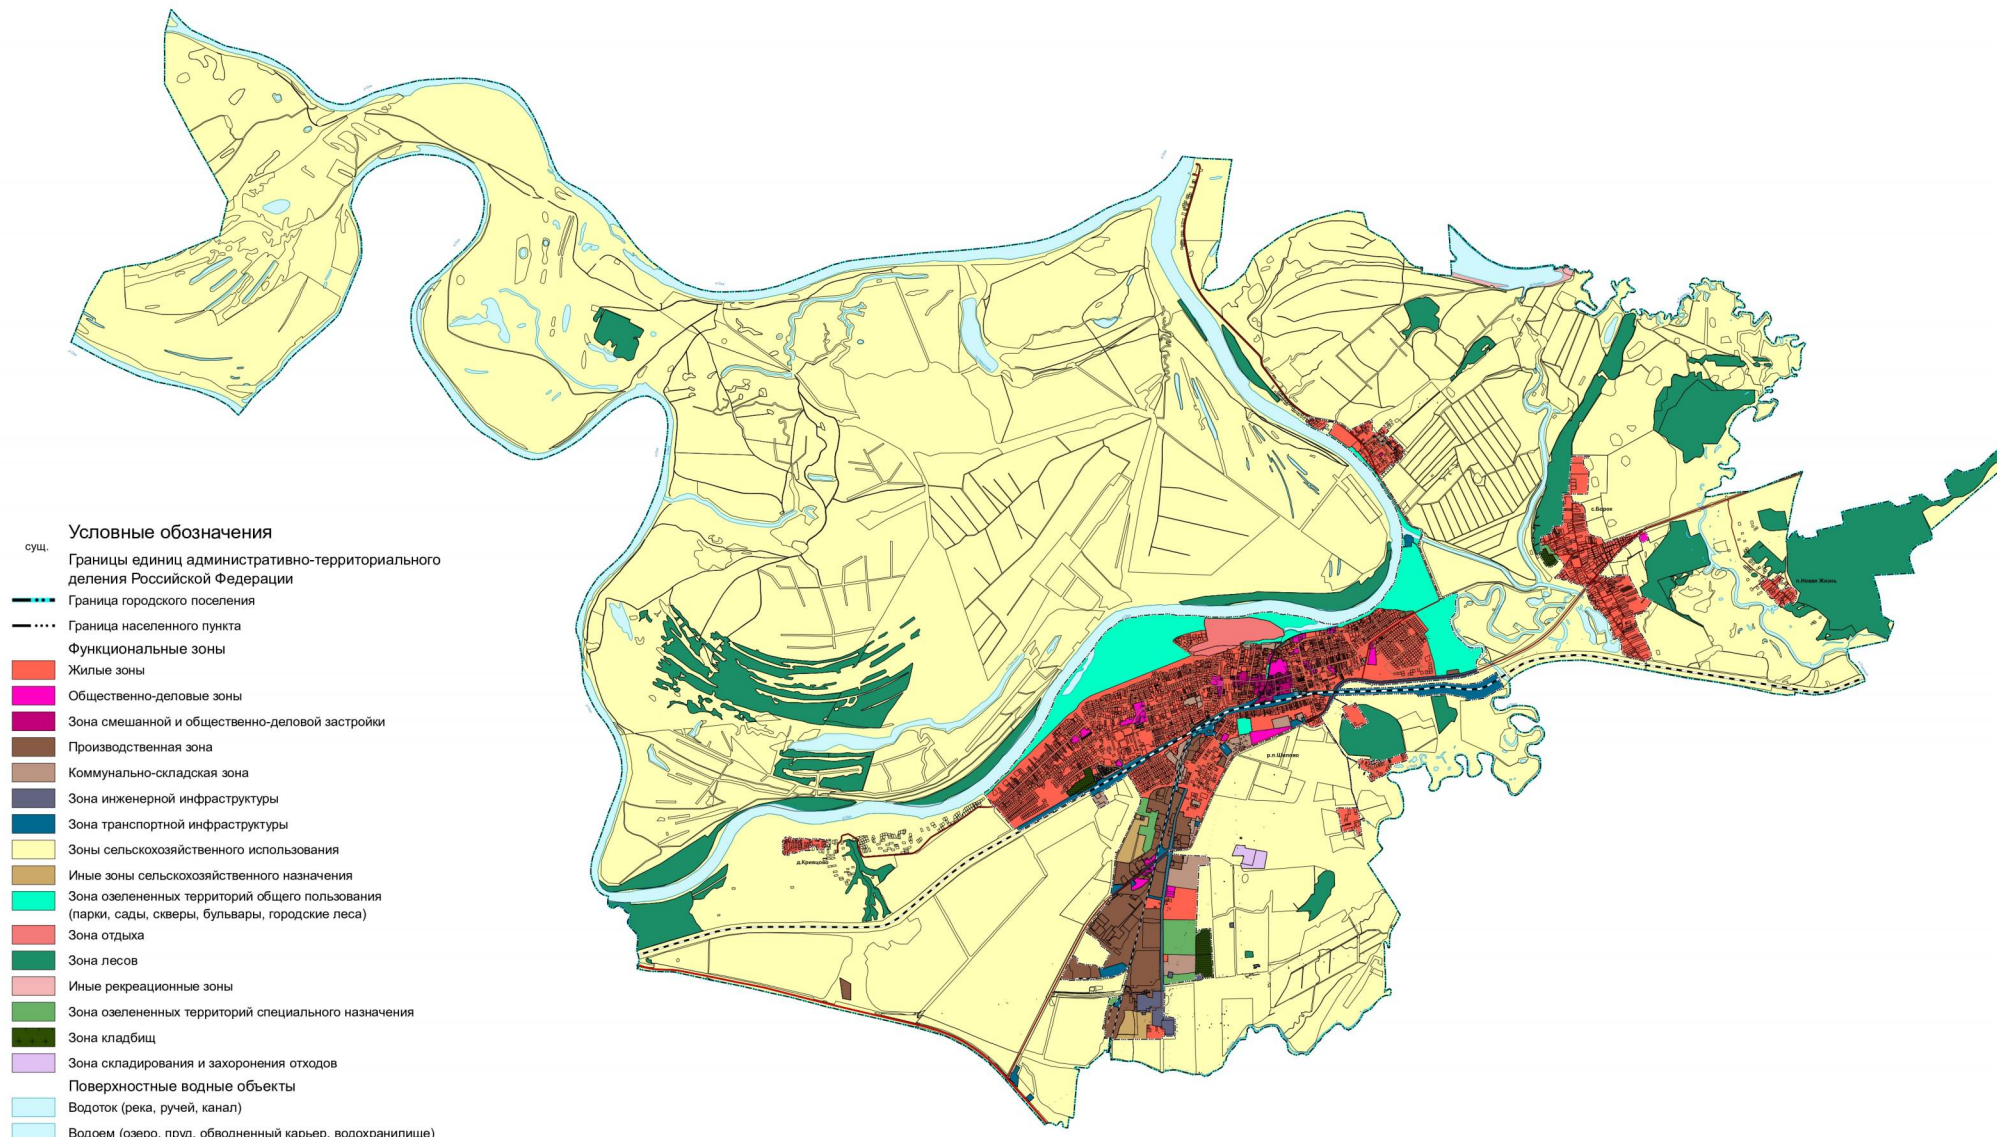 Условные обозначения
сущ.
Границы единиц административно-территориального
деления Российской Федерации
Граница городского поселения
Граница населенного пункта
Функциональные зоны
Жилые зоны
Общественно-деловые зоны
Зона смешанной и общественно-деловой застройки
Производственная зона
Коммунально-складская зона
Зона инженерной инфраструктуры
Зона транспортной инфраструктуры
Зоны сельскохозяйственного использования
Иные зоны сельскохозяйственного назначения
Зона озелененных территорий общего пользования
(парки, сады, скверы, бульвары, городские леса)
Зона отдыха
Зона лесов
Иные рекреационные зоны
Зона озелененных территорий специального назначения
Зона кладбищ
Зона складирования и захоронения отходов
Поверхностные водные объекты
Водоток (река, ручей, канал)
Водоем (озеро, пруд, обводненный карьер, водохранилище)
с.Борок
п.Новая Жизнь
р.п.Шилово
д.Кривцово